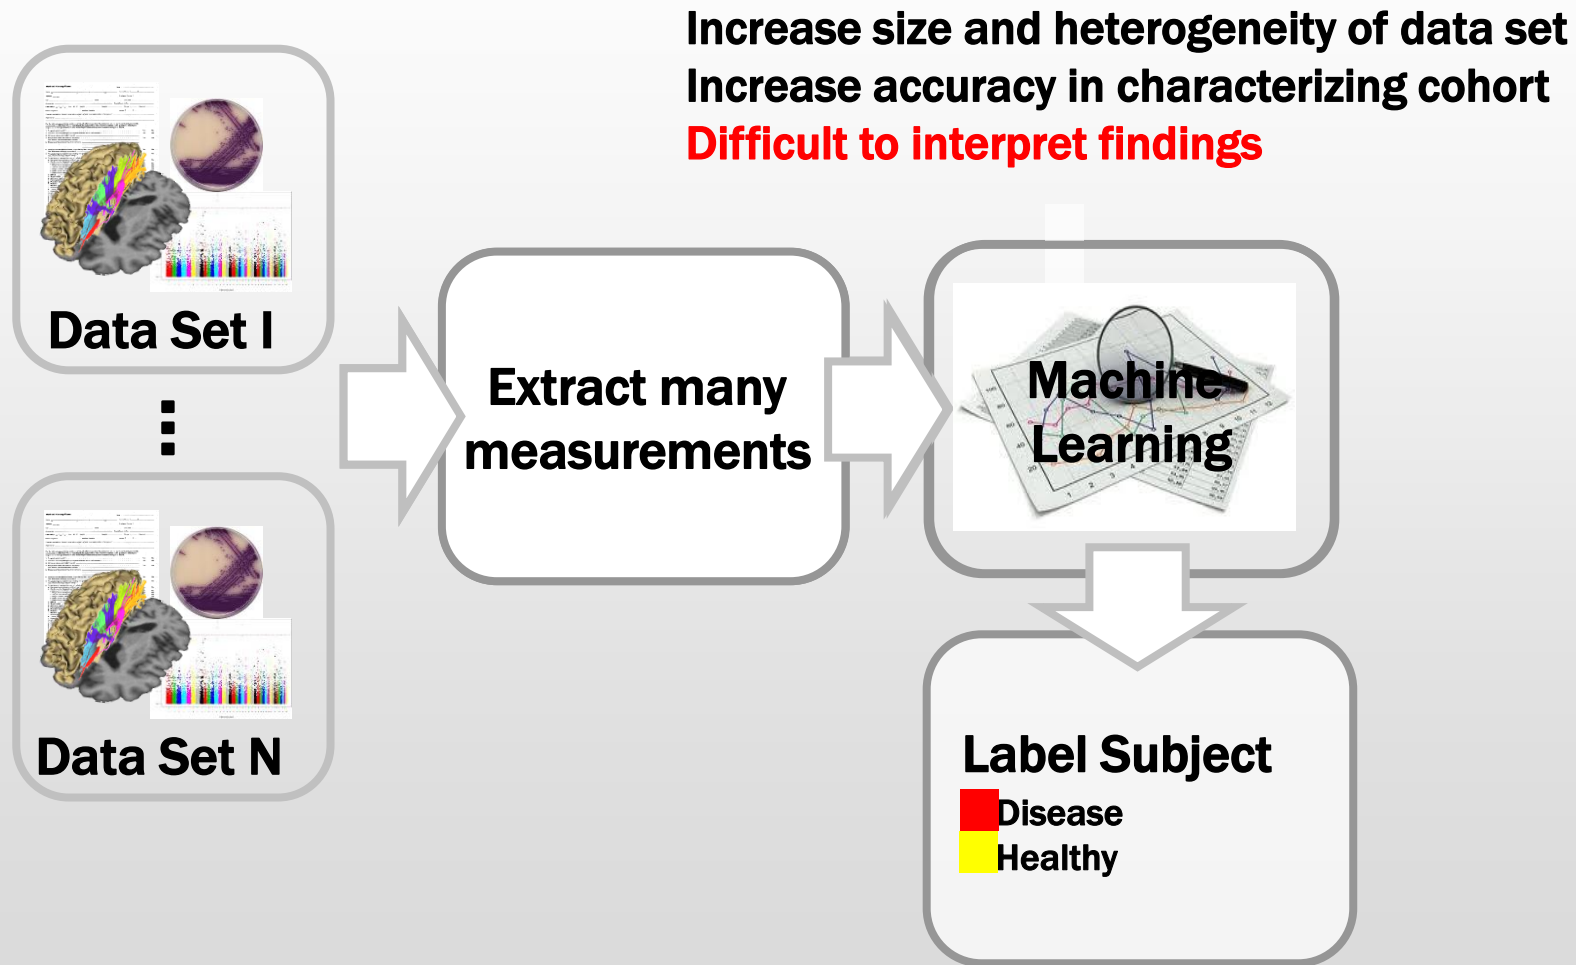 Increase size and heterogeneity of data set
Increase accuracy in characterizing cohort
Difficult to interpret findings
Data Set I
Data Set N
Extract many
measurements
Machine
Learning
Label Subject
Disease
Healthy